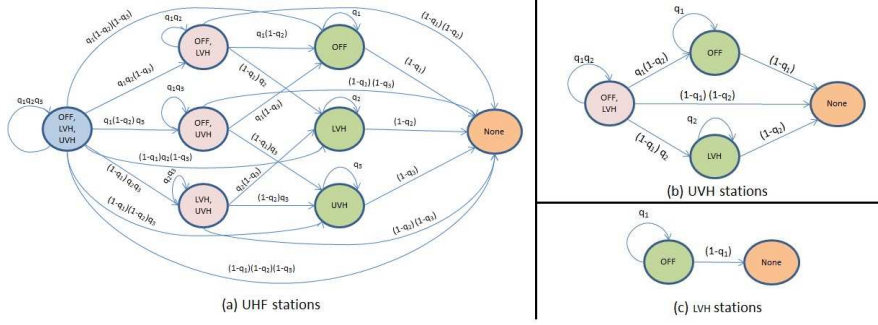 q₁q₂q₃
OFF,
LVH,
UVH
q₁(1-q₂)(1-q₃)
q₁q₂(1-q₃)
q₁(1-q₂) q₃
(1-q₁)q₂(1-q₃)
(1-q₁) q₂q₃
(1-q₁)(1-q₂)q₃
(1-q₁)(1-q₂)(1-q₃)
q₁q₂
OFF,
LVH
q₁q₃
OFF,
UVH
q₂q₃
LVH,
UVH
q₁(1-q₂)
(1-q₁) q₂
q₁(1-q₃)
(1-q₁)q₃
q₂(1-q₃)
(1-q₂)q₃
q₁
OFF
q₂
LVH
q₃
UVH
(1-q₁)(1-q₂)
(1-q₁)
(1-q₁) (1-q₃)
(1-q₂)
(1-q₃)
(1-q₂) (1-q₃)
None
(a) UHF stations
q₁q₂
OFF,
LVH
q₁(1-q₂)
(1-q₁) (1-q₂)
(1-q₁) q₂
q₁
OFF
q₂
LVH
(1-q₁)
(1-q₂)
None
(b) UVH stations
q₁
OFF
(1-q₁)
None
(c) LVH stations